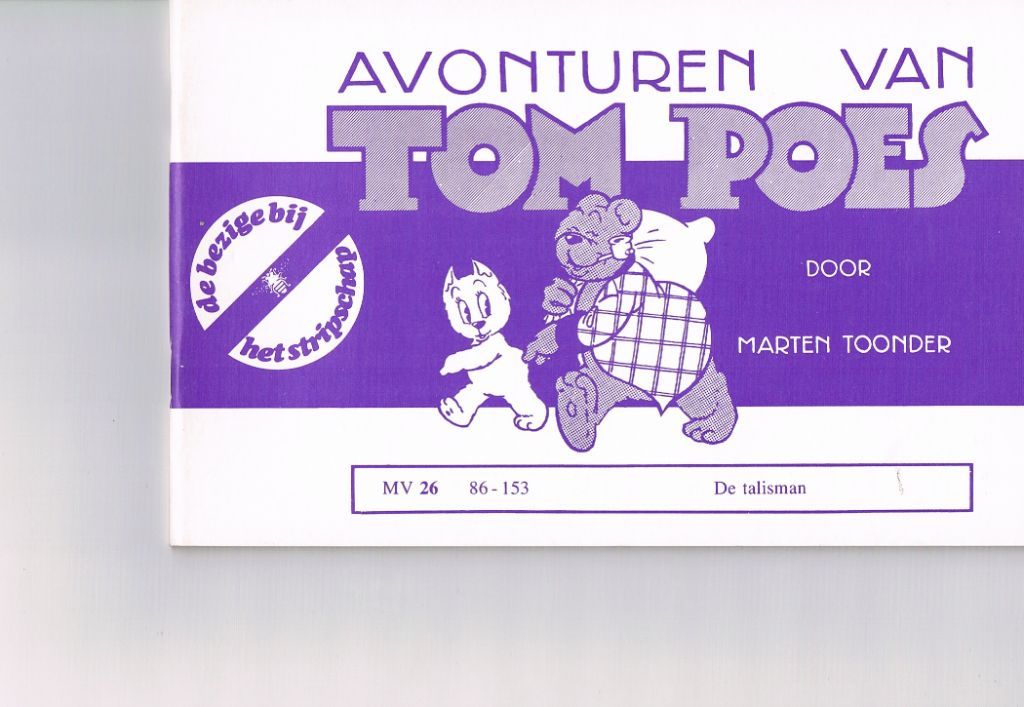 AVONTUREN VAN
TOM POES
de bezige bij
het stripschap
DOOR
MARTEN TOONDER
MV 26 86-153 De talisman